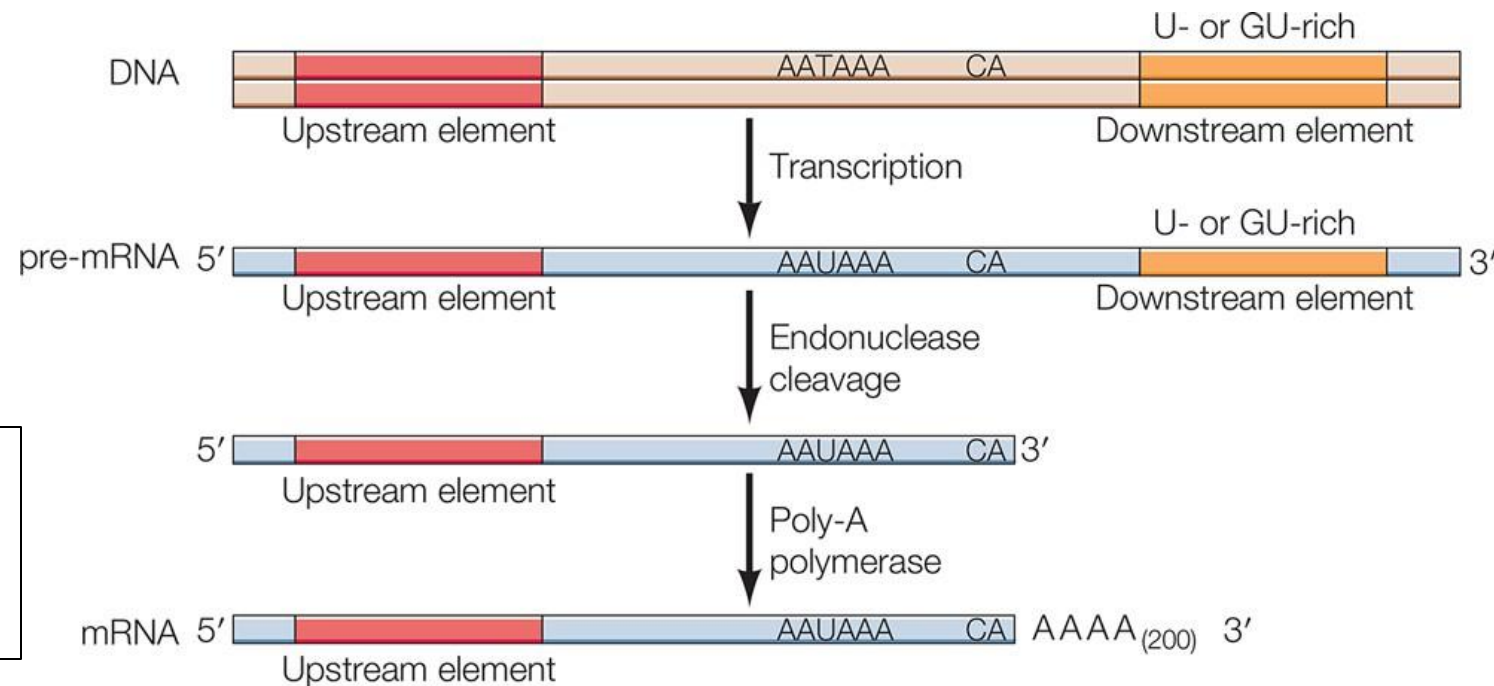 U- or GU-rich
DNA
AATAAA CA
Upstream element
Downstream element
Transcription
U- or GU-rich
pre-mRNA 5′ AAUAAA CA 3′
Upstream element
Downstream element
Endonuclease
cleavage
5′ AAUAAA CA 3′
Upstream element
Poly-A
polymerase
mRNA 5′ AAUAAA CA AAAA(200) 3′
Upstream element